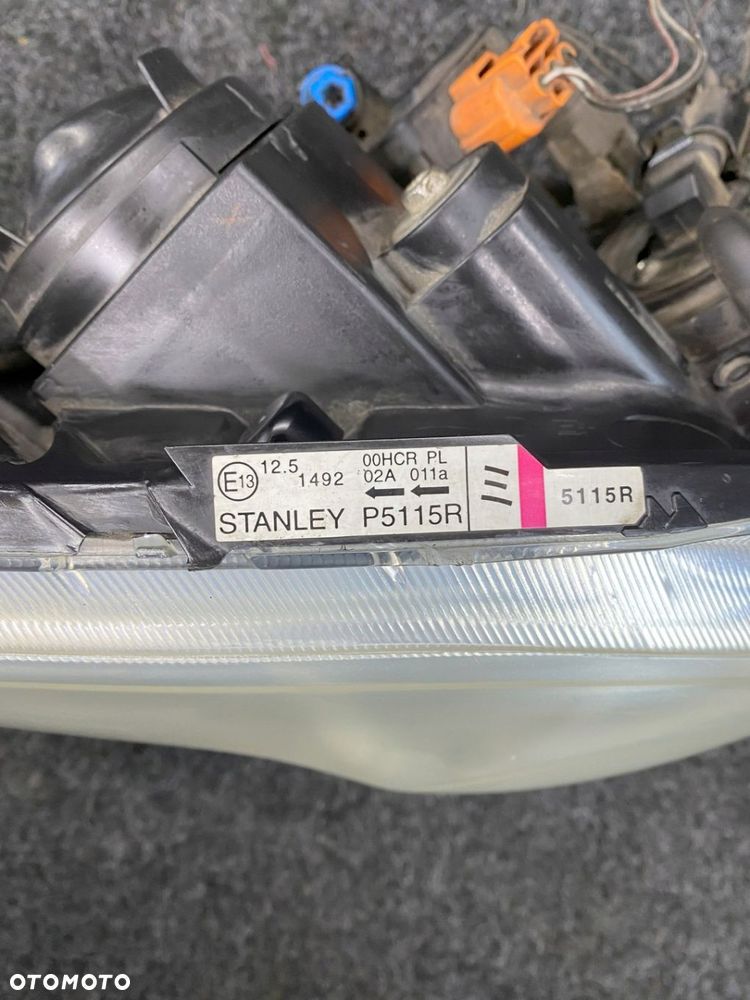 E13 12.5 1492 00HCR PL
02A 011a
STANLEY P5115R
5115R
OTOMOTO